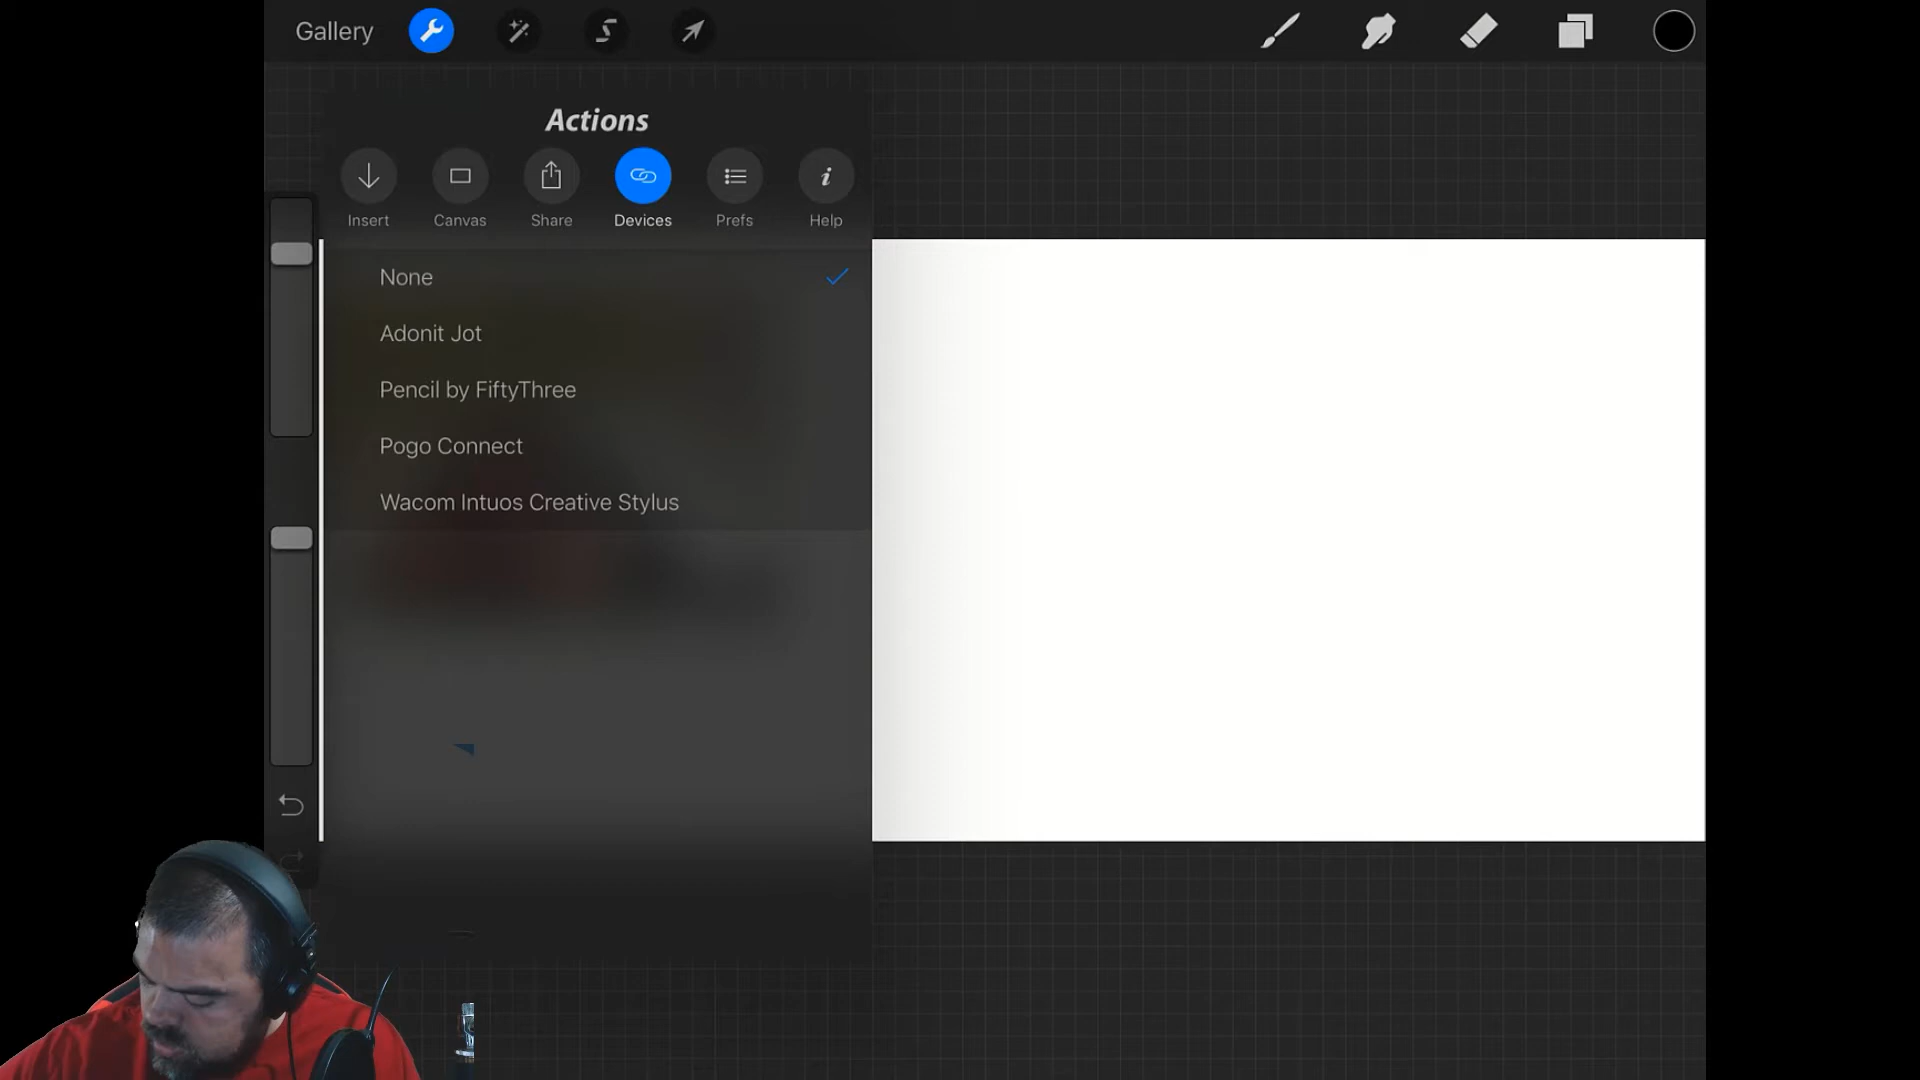 Gallery
Actions
Insert
Canvas
Share
Devices
Prefs
Help
None
Adonit Jot
Pencil by FiftyThree
Pogo Connect
Wacom Intuos Creative Stylus